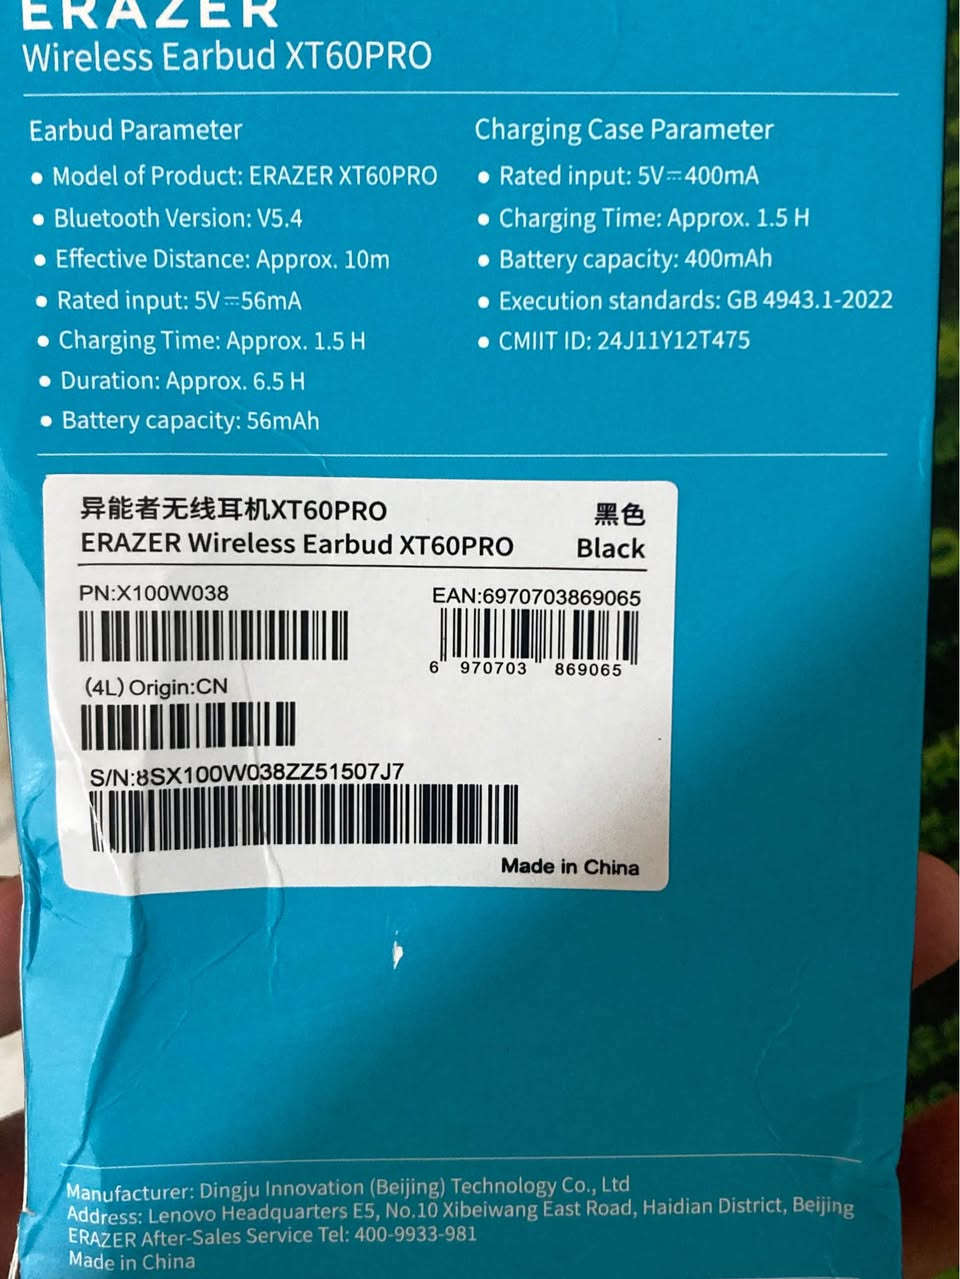 ERAZER
Wireless Earbud XT60PRO
Earbud Parameter
● Model of Product: ERAZER XT60PRO
● Bluetooth Version: V5.4
● Effective Distance: Approx. 10m
● Rated input: 5V⎓56mA
● Charging Time: Approx. 1.5 H
● Duration: Approx. 6.5 H
● Battery capacity: 56mAh
Charging Case Parameter
● Rated input: 5V⎓400mA
● Charging Time: Approx. 1.5 H
● Battery capacity: 400mAh
● Execution standards: GB 4943.1-2022
● CMIIT ID: 24J11Y12T475
异能者无线耳机XT60PRO 黑色
ERAZER Wireless Earbud XT60PRO Black
PN:X100W038
EAN:6970703869065
6 970703 869065
(4L) Origin:CN
S/N:8SX100W038ZZ51507J7
Made in China
Manufacturer: Dingju Innovation (Beijing) Technology Co., Ltd
Address: Lenovo Headquarters E5, No.10 Xibeiwang East Road, Haidian District, Beijing
ERAZER After-Sales Service Tel: 400-9933-981
Made in China